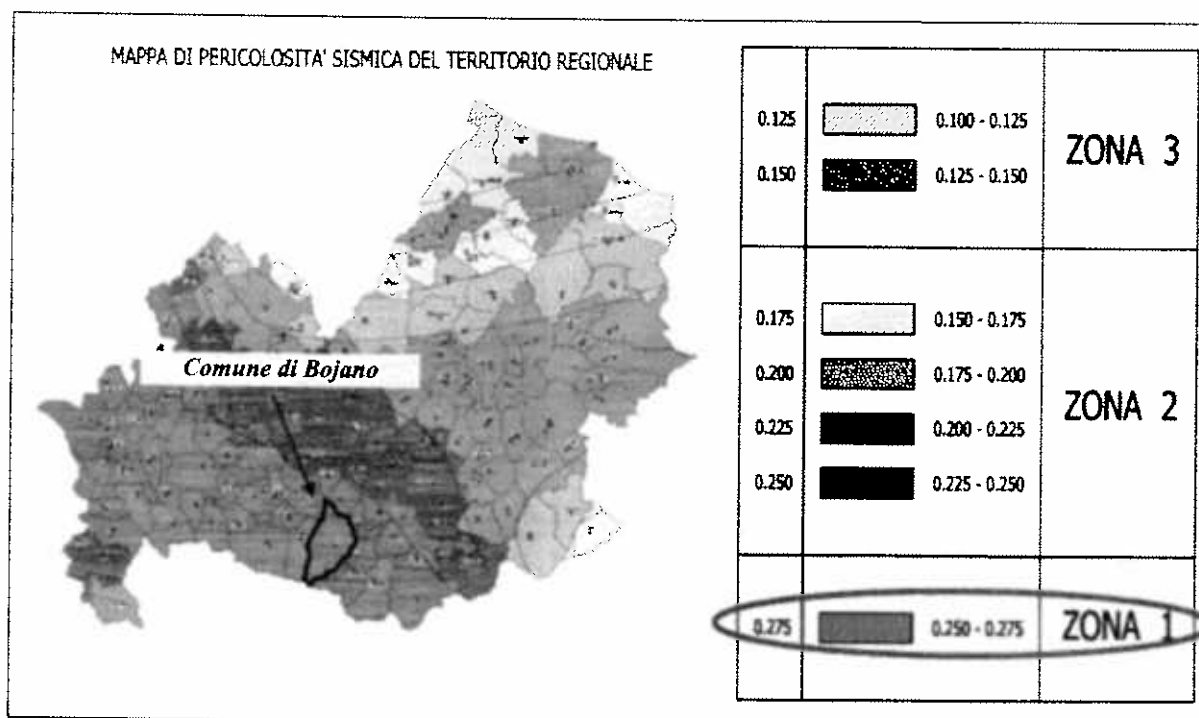 MAPPA DI PERICOLOSITA' SISMICA DEL TERRITORIO REGIONALE
Comune di Bojano
0.125 0.100 - 0.125
0.150 0.125 - 0.150
ZONA 3
0.175 0.150 - 0.175
0.200 0.175 - 0.200
0.225 0.200 - 0.225
0.250 0.225 - 0.250
ZONA 2
0.275 0.250 - 0.275 ZONA 1